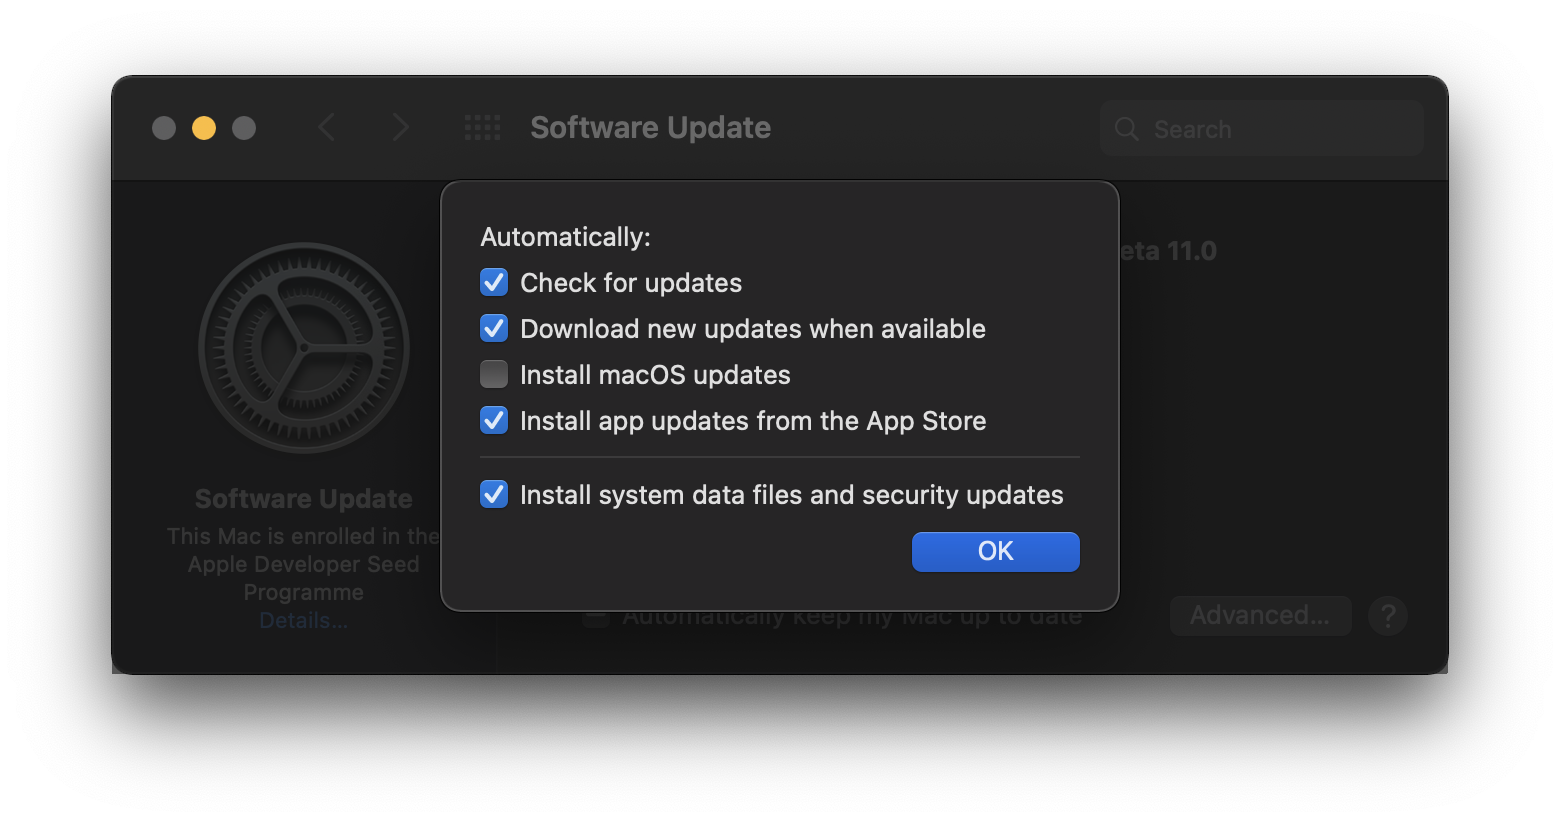 Software Update
Search
Automatically:
Check for updates
Download new updates when available
Install macOS updates
Install app updates from the App Store
Install system data files and security updates
OK
eta 11.0
Software Update
This Mac is enrolled in the
Apple Developer Seed
Programme
Details...
Automatically keep my Mac up to date
Advanced...
?